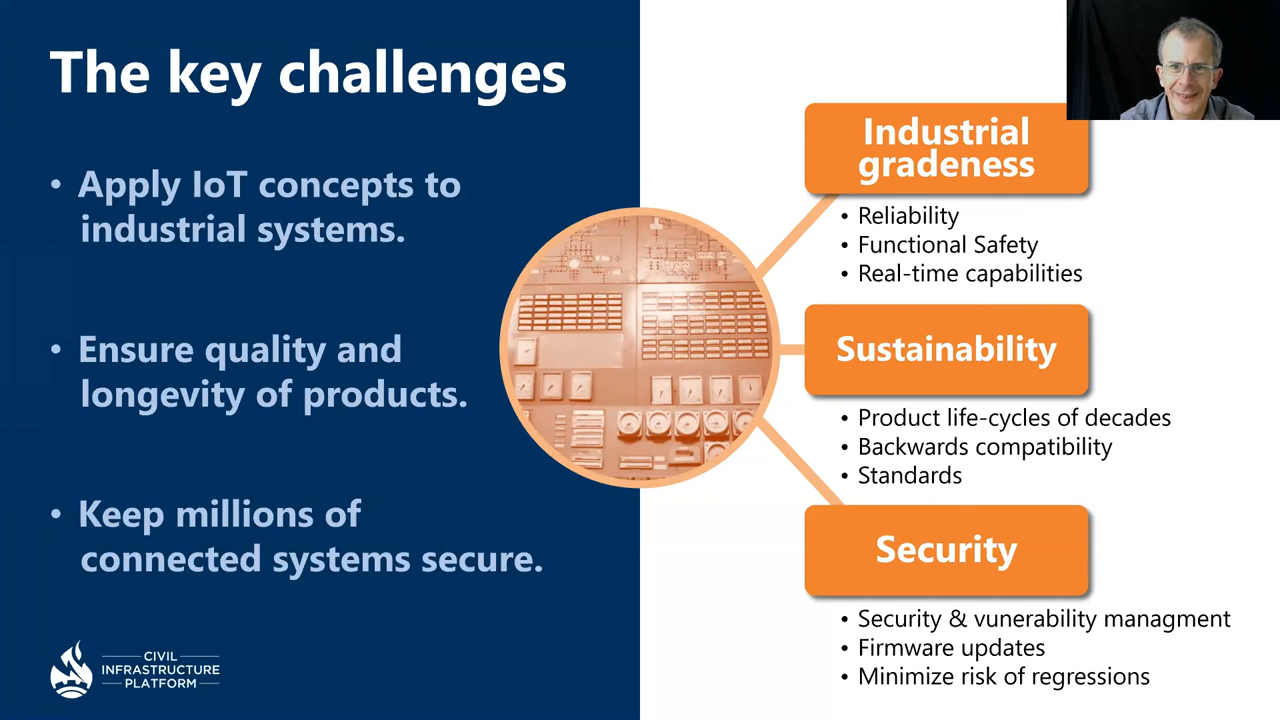 The key challenges
• Apply IoT concepts to
industrial systems.
• Ensure quality and
longevity of products.
• Keep millions of
connected systems secure.
CIVIL
INFRASTRUCTURE
PLATFORM
Industrial
gradeness
• Reliability
• Functional Safety
• Real-time capabilities
Sustainability
• Product life-cycles of decades
• Backwards compatibility
• Standards
Security
• Security & vunerability managment
• Firmware updates
• Minimize risk of regressions